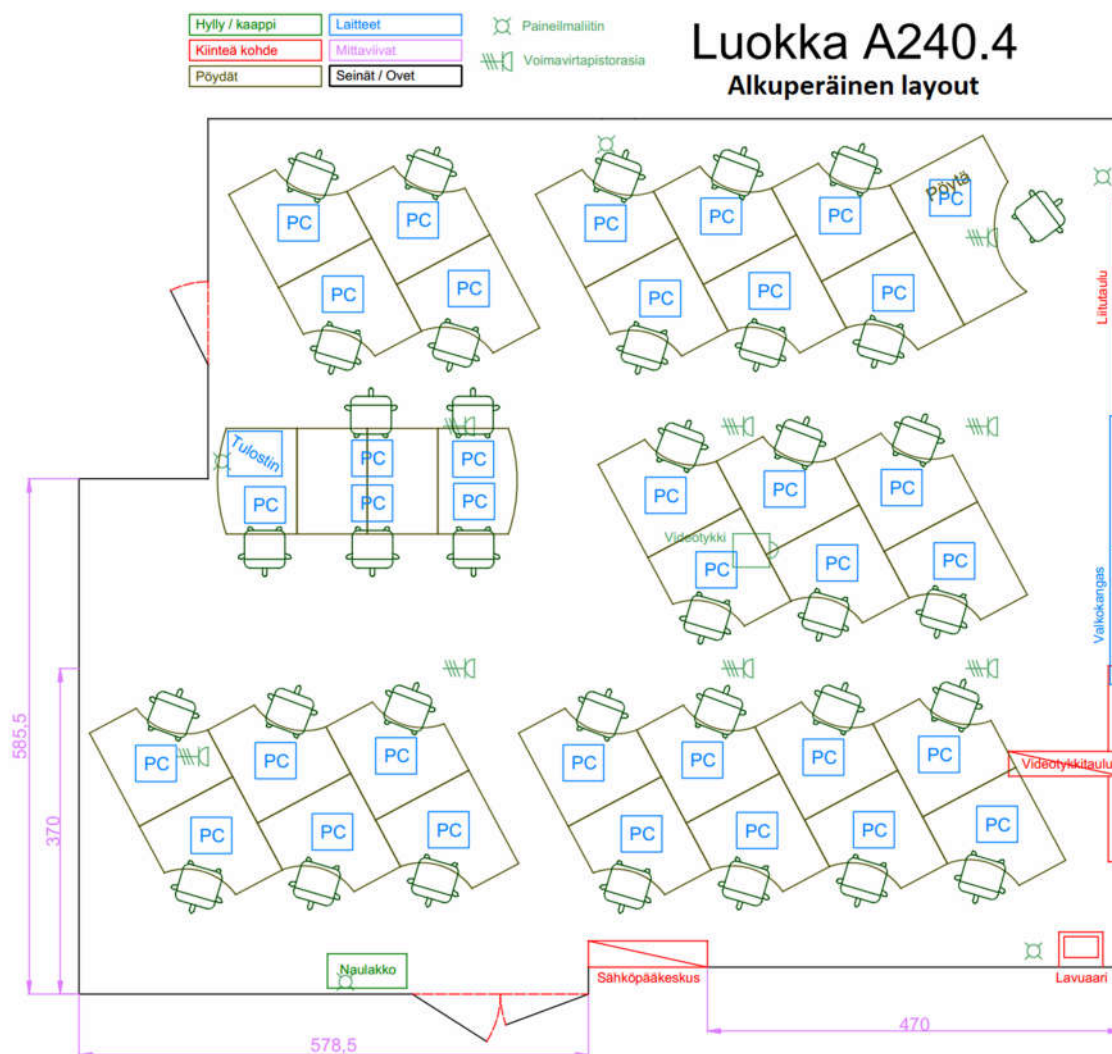 Hylly / kaappi
Laitteet
Paineilmaliitin
Kiinteä kohde
Mittaviivat
Voimavirtapistorasia
Pöydät
Seinät / Ovet
Luokka A240.4
Alkuperäinen layout
PC
PC
PC
PC
PC
Pöytä
PC
PC
PC
PC
PC
PC
Liitutaulu
Tulostin
PC
PC
PC
PC
PC
PC
PC
PC
Videotykki
PC
PC
PC
Valkokangas
585,5
370
PC
PC
PC
PC
PC
PC
PC
Videotykkitaulu
PC
PC
PC
PC
PC
PC
PC
Naulakko
Sähköpääkeskus
Lavuaari
578,5
470